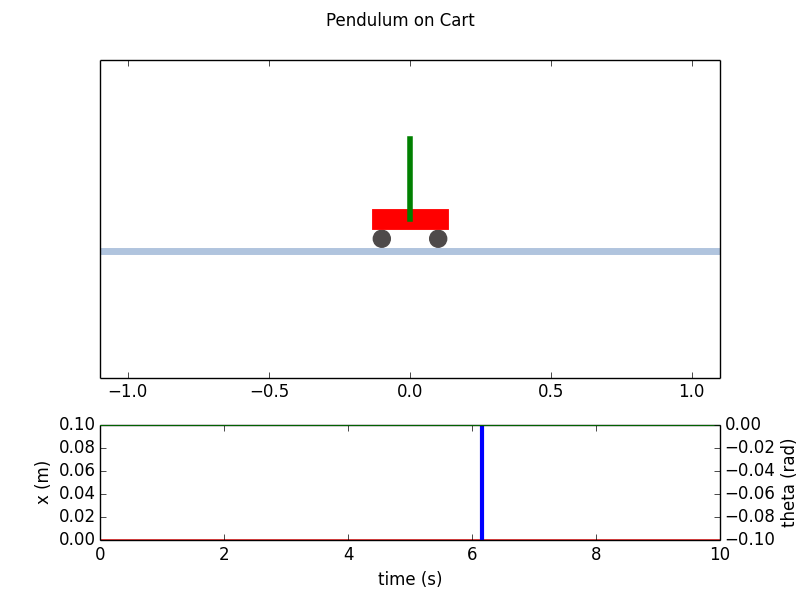 Pendulum on Cart
−1.0 −0.5 0.0 0.5 1.0
0.10 0.00
0.08 −0.02
0.06 −0.04
0.04 −0.06
0.02 −0.08
0.00 −0.10
x (m)
theta (rad)
0 2 4 6 8 10
time (s)